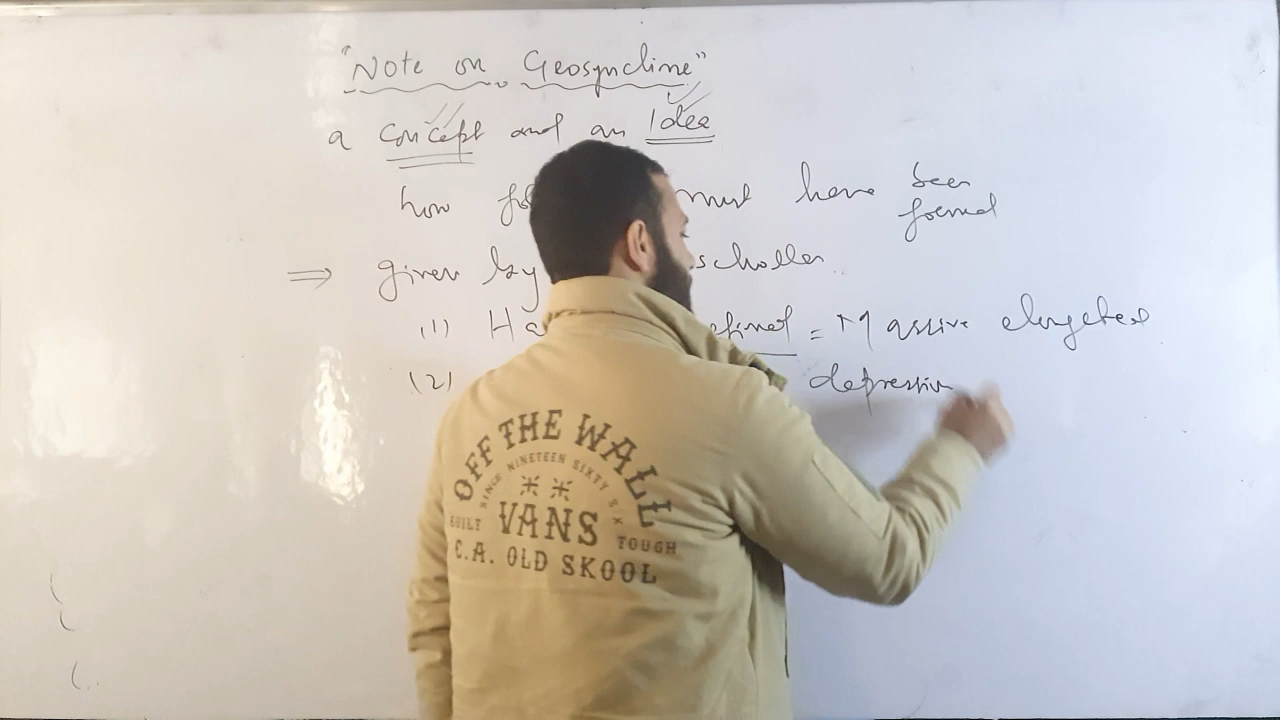 "Note on Geosyncline"
a concept and an Idea
how must have been
formed
⇒ given by scholler
(1) Ha = Massive elongated
(2) depression
OFF THE WALL
SINCE NINETEEN SIXTY
VANS
BUILT TOUGH
C.A. OLD SKOOL